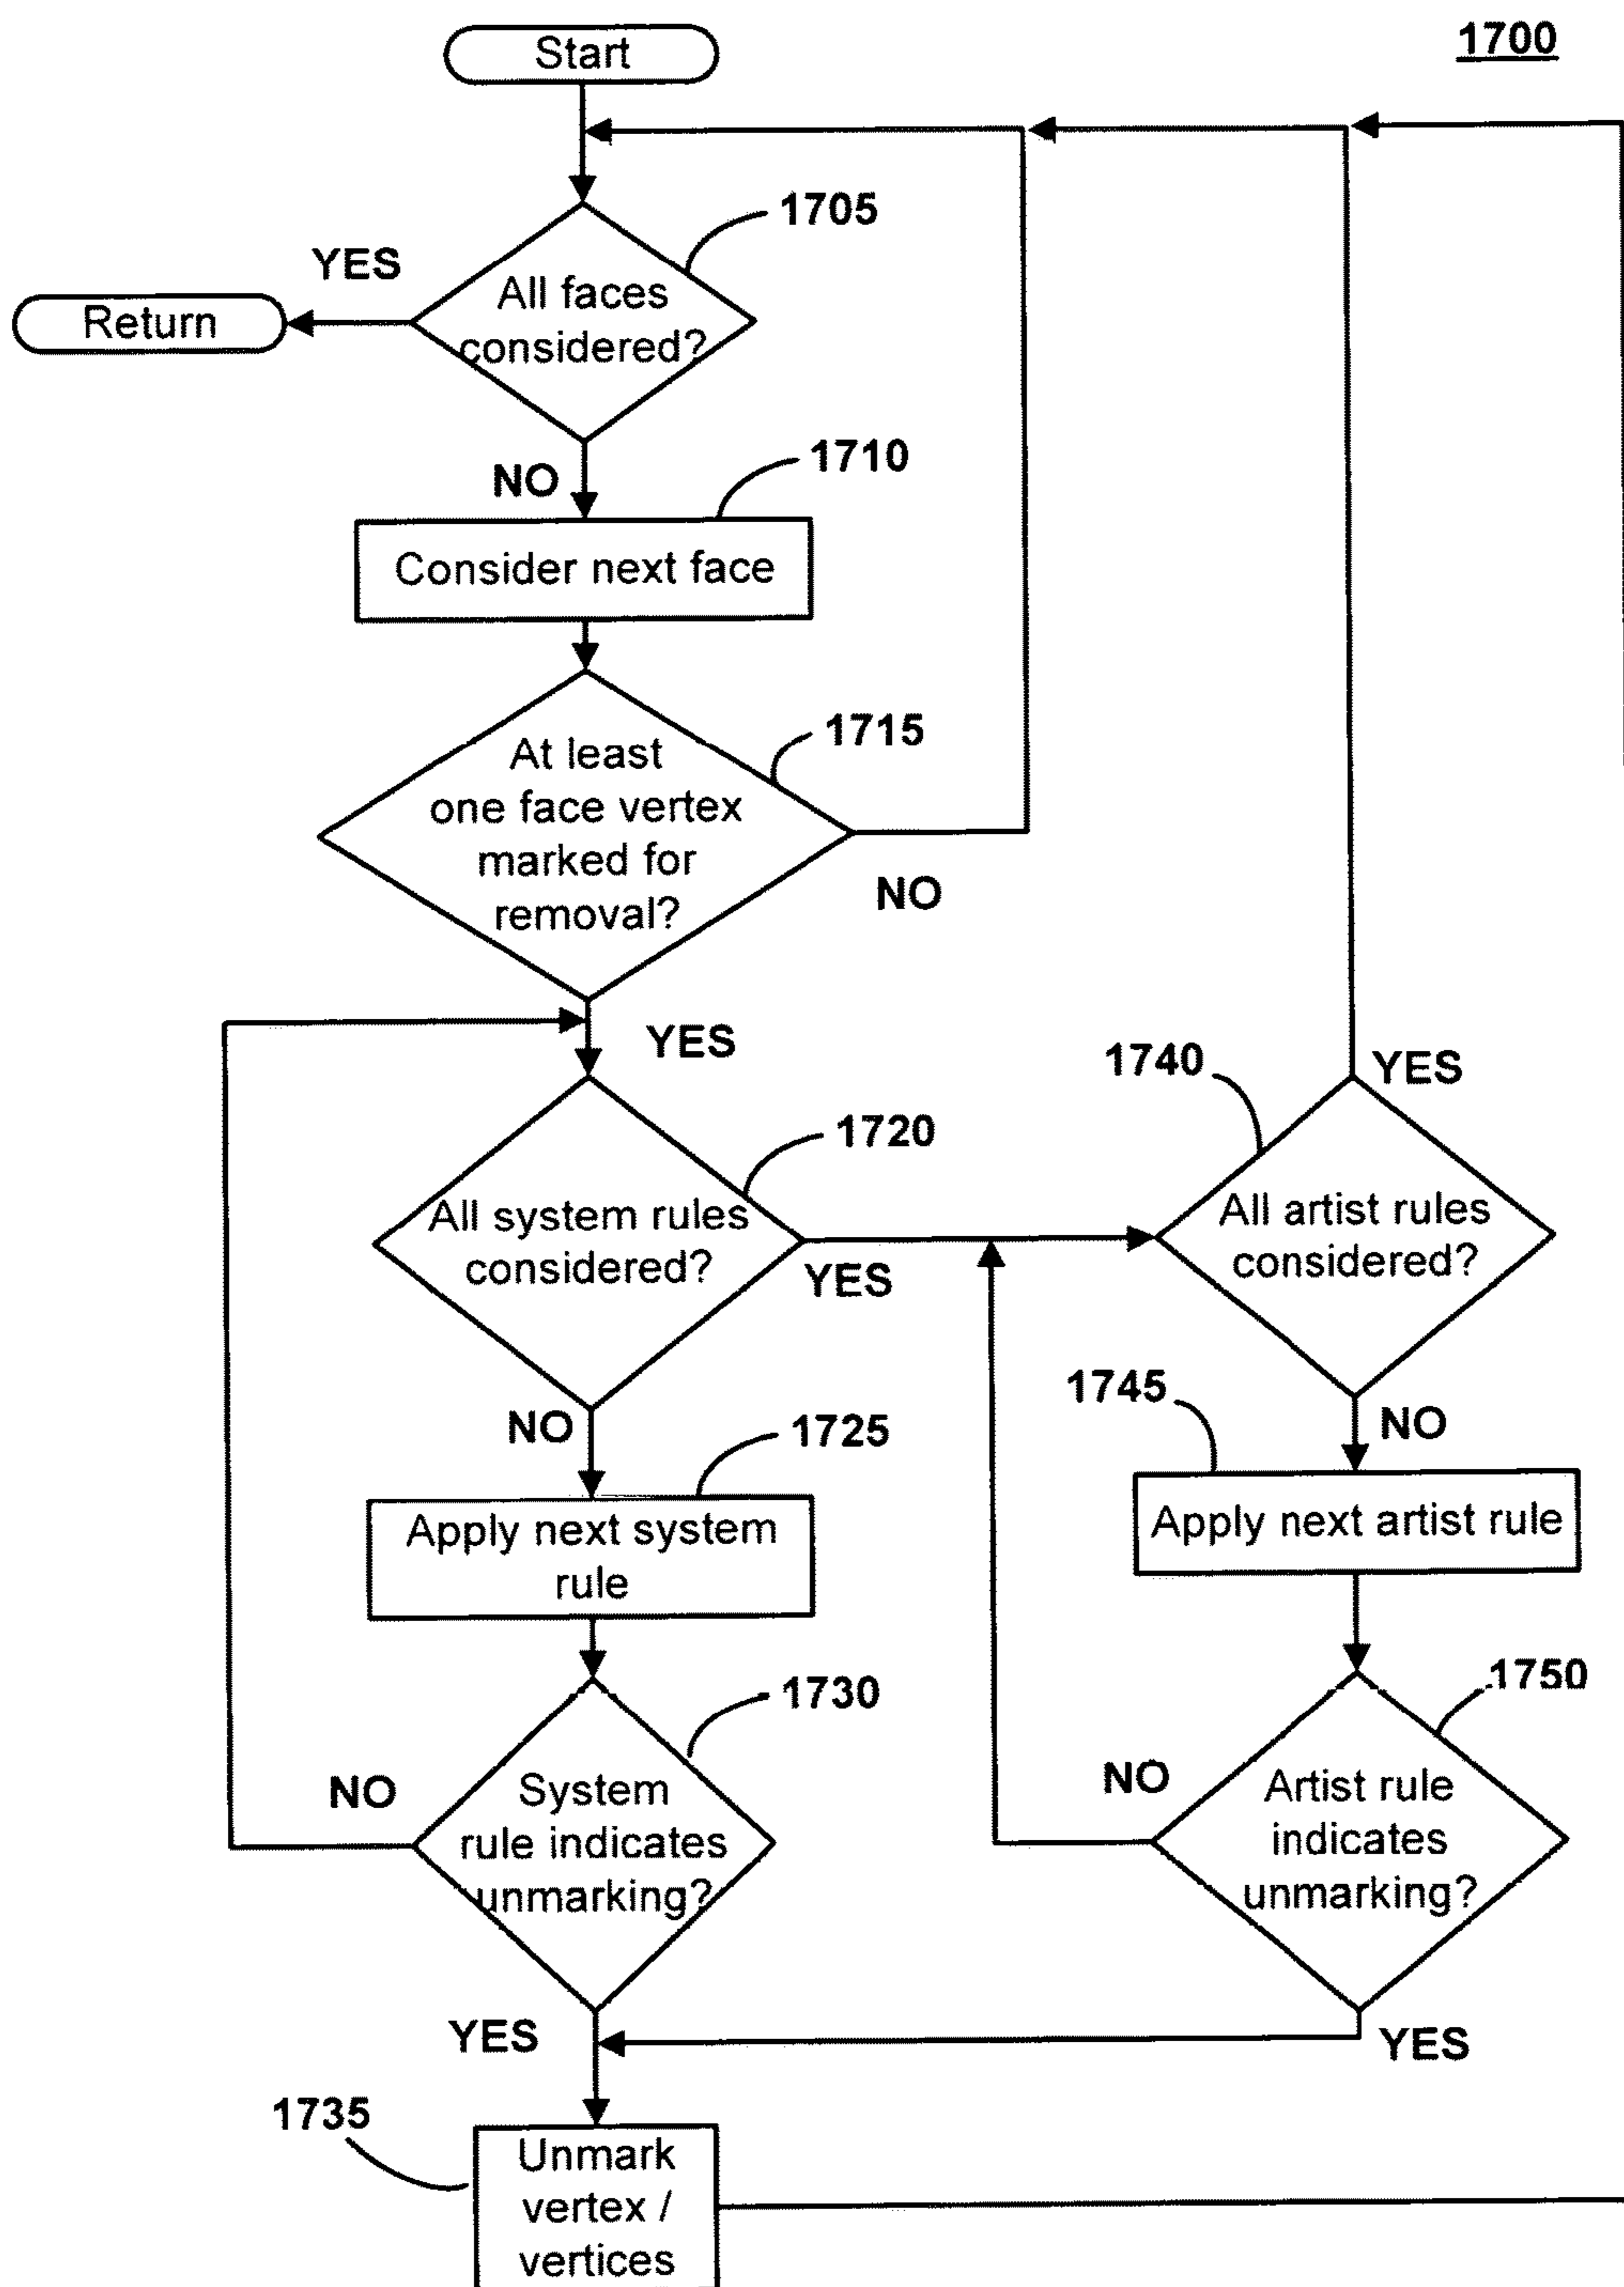 Start
1700
1705
YES
All faces
considered?
Return
1710
NO
Consider next face
1715
At least
one face vertex
marked for
removal?
NO
YES
1740
YES
1720
All system rules
considered?
YES
All artist rules
considered?
1745
NO
NO
1725
Apply next system
rule
Apply next artist rule
1730
1750
NO
System
rule indicates
unmarking?
NO
Artist rule
indicates
unmarking?
YES
YES
1735
Unmark
vertex /
vertices